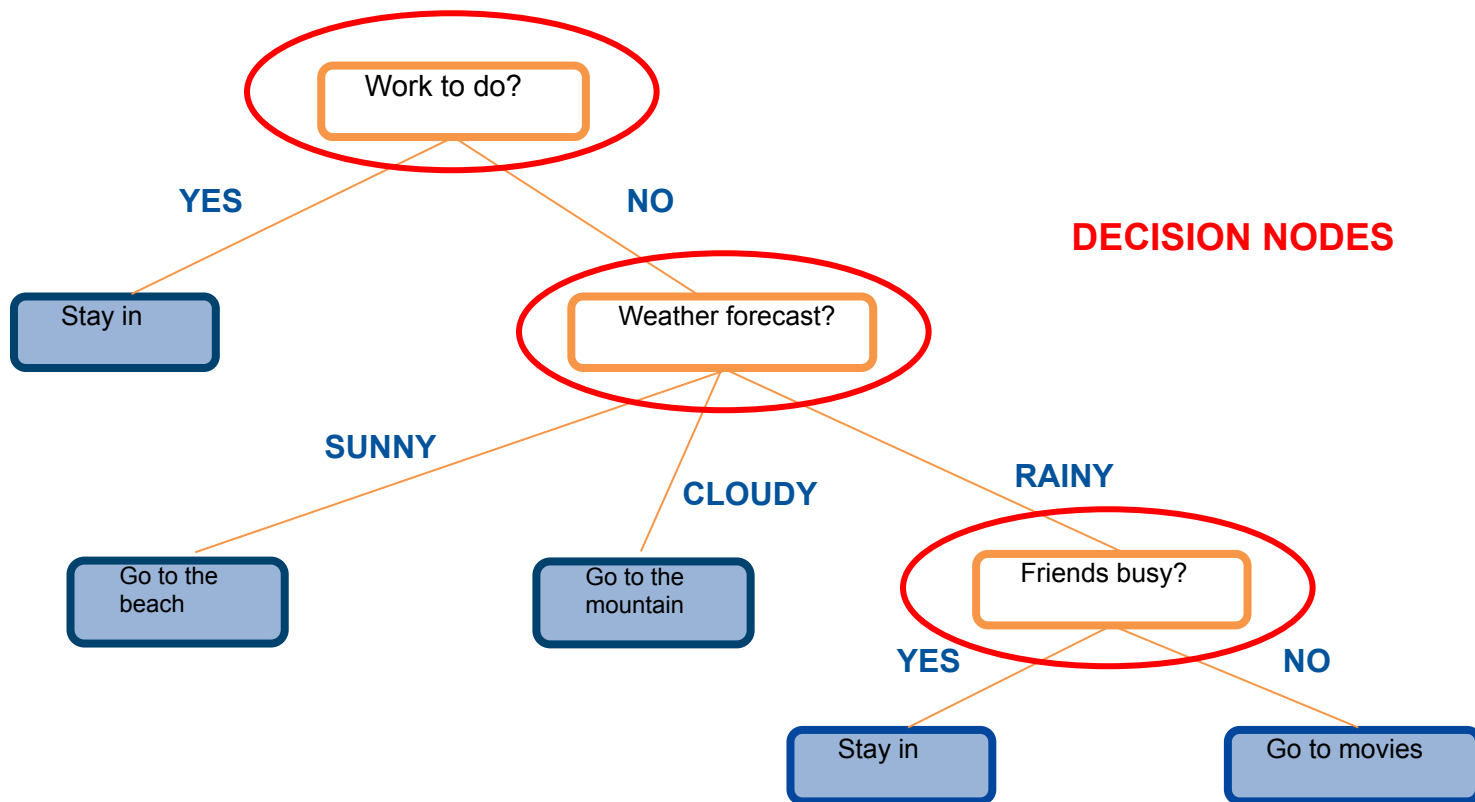 Work to do?
YES
NO
DECISION NODES
Stay in
Weather forecast?
SUNNY
CLOUDY
RAINY
Go to the
beach
Go to the
mountain
Friends busy?
YES
NO
Stay in
Go to movies